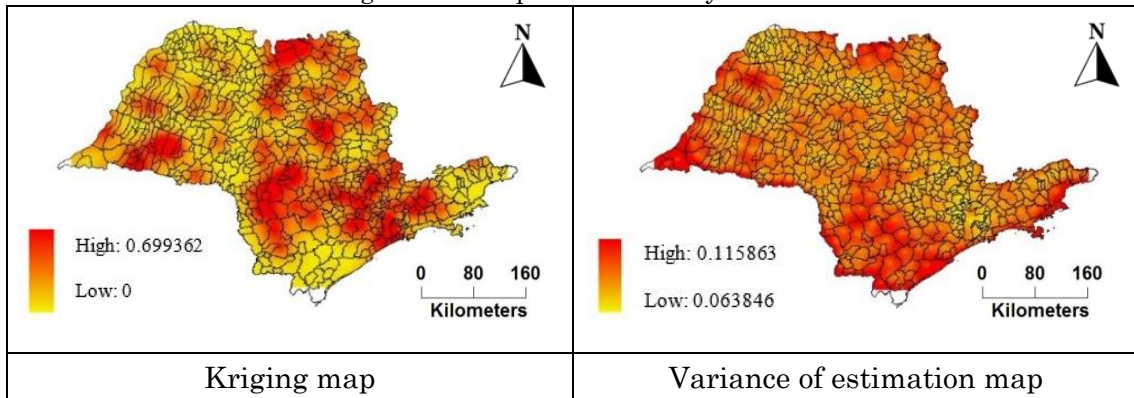 N
High: 0.699362
Low: 0
0 80 160
Kilometers
Kriging map
N
High: 0.115863
Low: 0.063846
0 80 160
Kilometers
Variance of estimation map